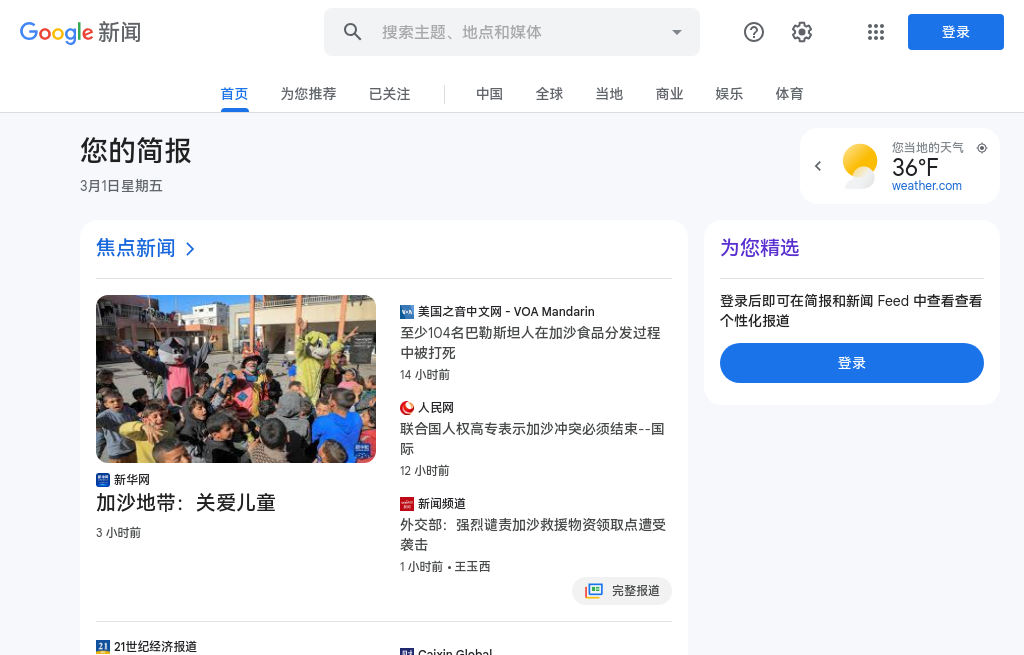 Google 新闻
搜索主题、地点和媒体
登录
首页 为您推荐 已关注 中国 全球 当地 商业 娱乐 体育
您的简报
3月1日星期五
您当地的天气
36°F
weather.com
焦点新闻
新华网
加沙地带：关爱儿童
3 小时前
美国之音中文网 - VOA Mandarin
至少104名巴勒斯坦人在加沙食品分发过程
中被打死
14 小时前
人民网
联合国人权高专表示加沙冲突必须结束--国
际
12 小时前
新闻频道
外交部：强烈谴责加沙救援物资领取点遭受
袭击
1 小时前 • 王玉西
完整报道
为您精选
登录后即可在简报和新闻 Feed 中查看查看
个性化报道
登录
21世纪经济报道
Caixin Global